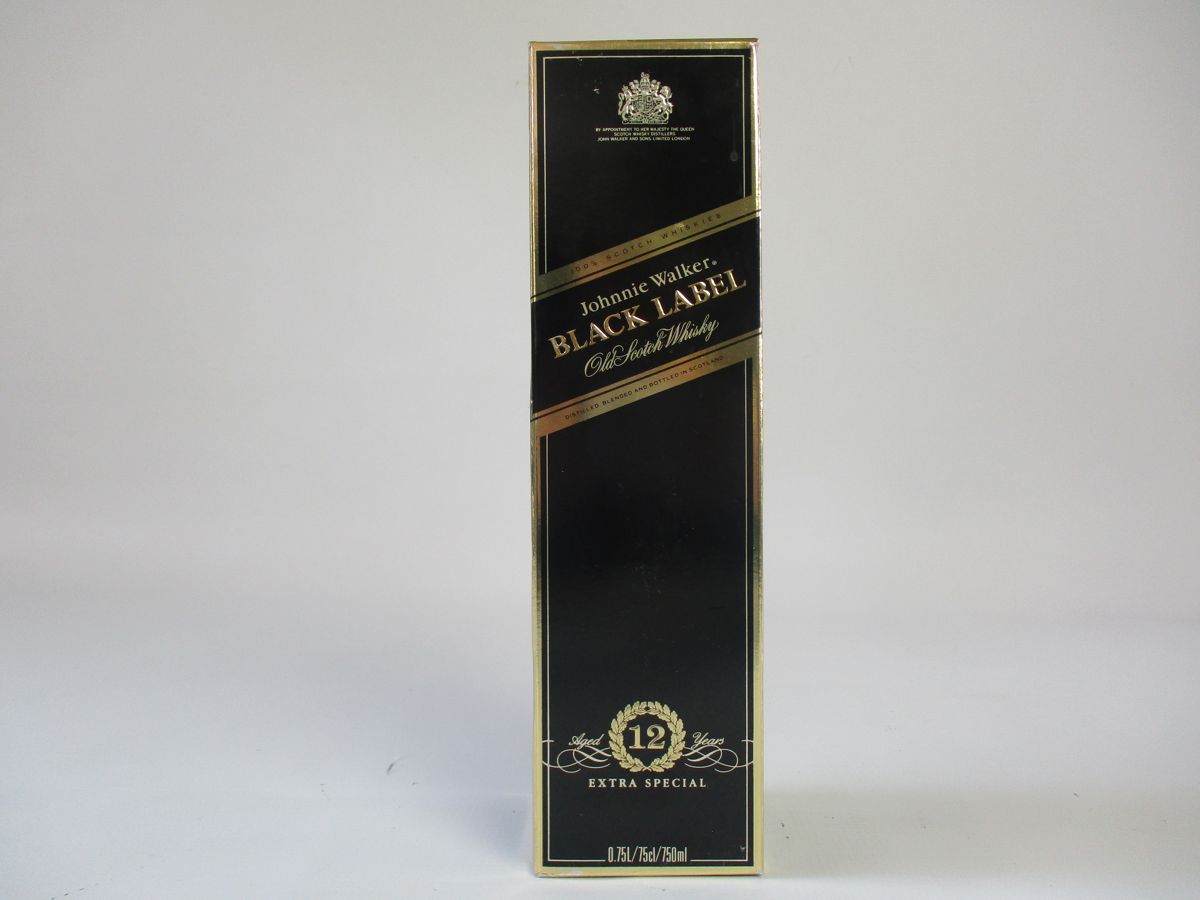 BY APPOINTMENT TO HER MAJESTY THE QUEEN
SCOTCH WHISKY DISTILLERS
JOHN WALKER AND SONS LIMITED LONDON
100% SCOTCH WHISKIES
Johnnie Walker®
BLACK LABEL
Old Scotch Whisky
DISTILLED BLENDED AND BOTTLED IN SCOTLAND
Aged 12 Years
EXTRA SPECIAL
0.75L/75cl/750ml